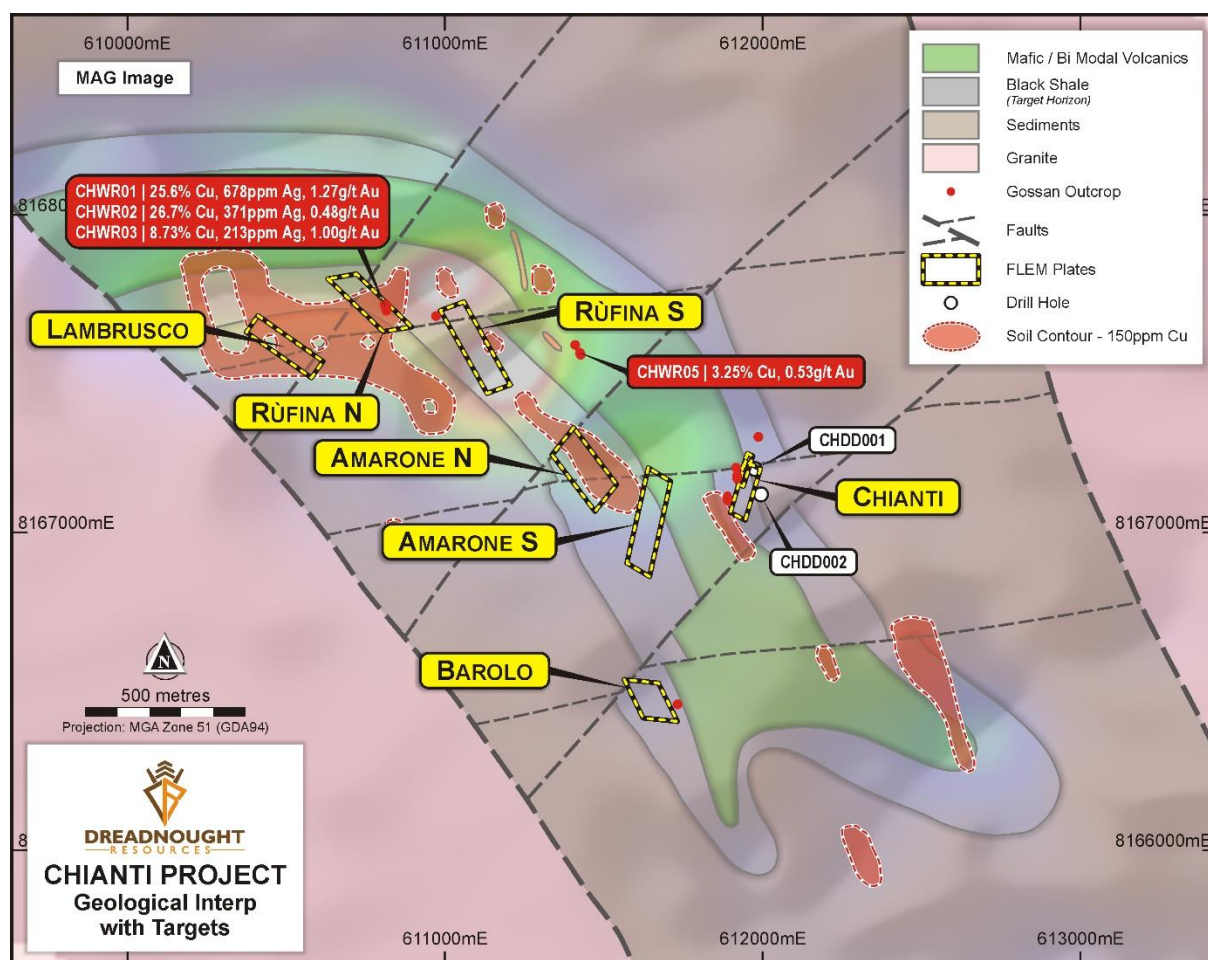 610000mE
611000mE
612000mE
MAG Image
Mafic / Bi Modal Volcanics
Black Shale
(Target Horizon)
Sediments
Granite
Gossan Outcrop
Faults
FLEM Plates
Drill Hole
Soil Contour - 150ppm Cu
CHWR01 | 25.6% Cu, 678ppm Ag, 1.27g/t Au
CHWR02 | 26.7% Cu, 371ppm Ag, 0.48g/t Au
CHWR03 | 8.73% Cu, 213ppm Ag, 1.00g/t Au
LAMBRUSCO
RÙFINA S
CHWR05 | 3.25% Cu, 0.53g/t Au
RÙFINA N
AMARONE N
CHDD001
CHIANTI
8167000mE
8167000mE
AMARONE S
CHDD002
BAROLO
N
500 metres
Projection: MGA Zone 51 (GDA94)
DREADNOUGHT
RESOURCES
CHIANTI PROJECT
Geological Interp
with Targets
8166000mE
611000mE
612000mE
613000mE